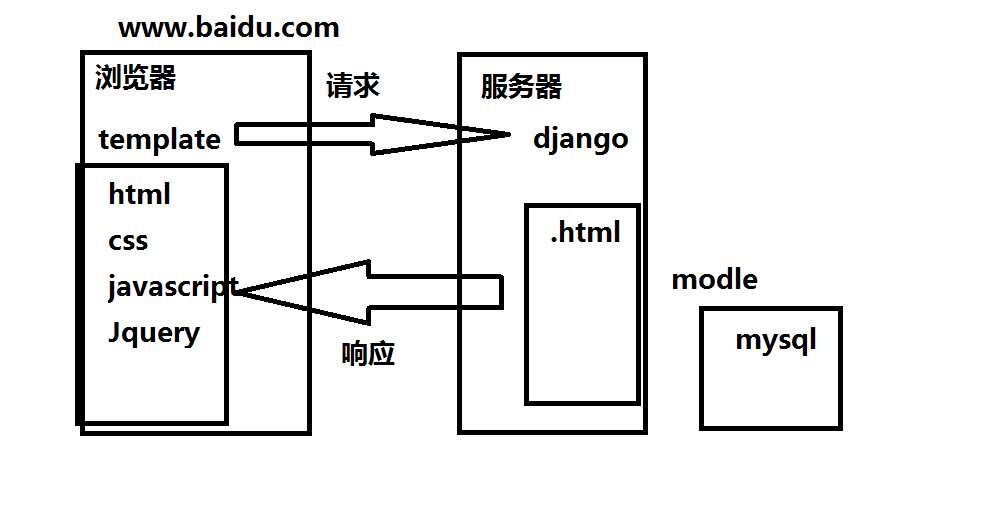 www.baidu.com
浏览器
请求
服务器
template
django
html
.html
css
javascript
modle
Jquery
mysql
响应